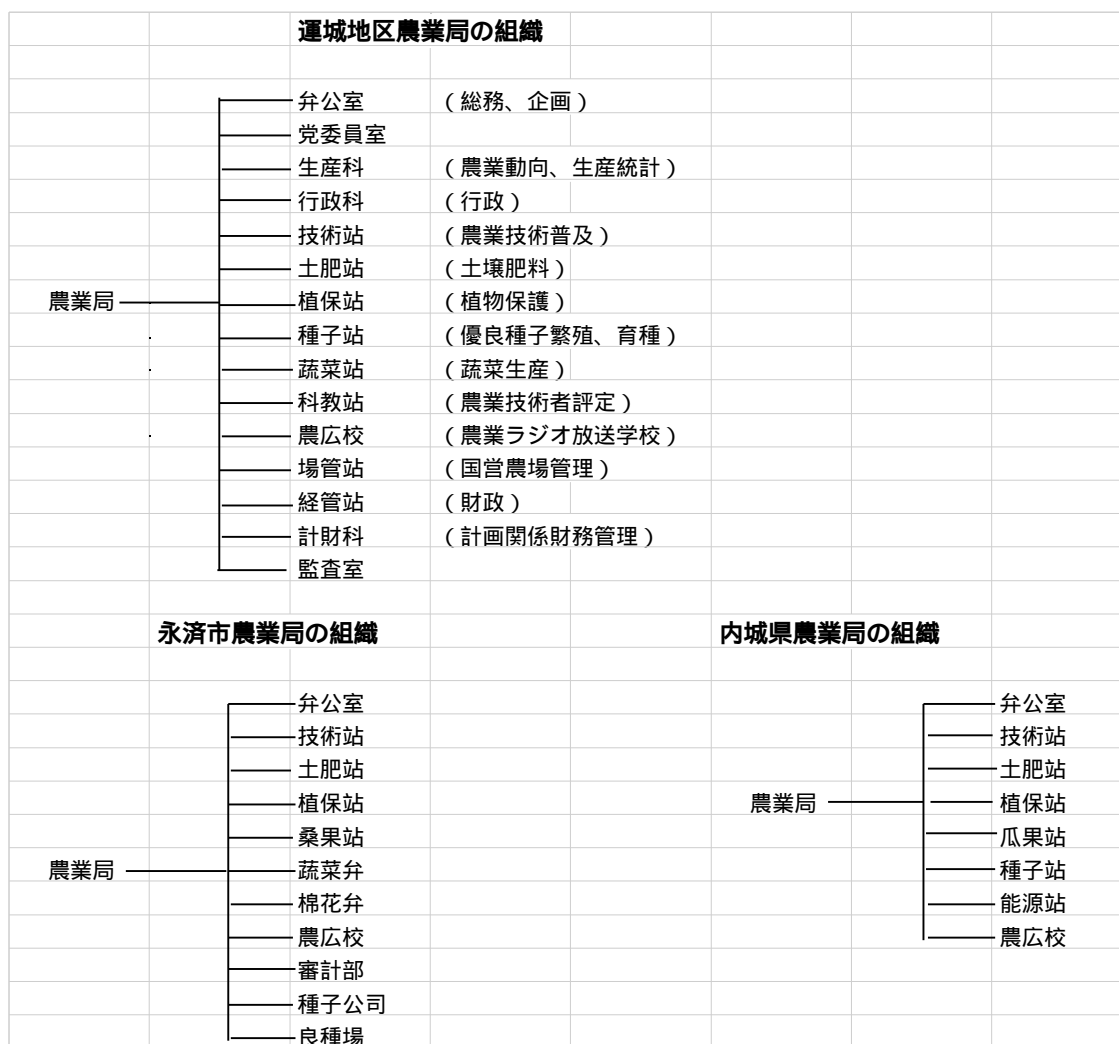 運城地区農業局の組織
弁公室 （総務、企画）
党委員室
生産科 （農業動向、生産統計）
行政科 （行政）
技術站 （農業技術普及）
土肥站 （土壌肥料）
農業局 植保站 （植物保護）
種子站 （優良種子繁殖、育種）
蔬菜站 （蔬菜生産）
科教站 （農業技術者評定）
農広校 （農業ラジオ放送学校）
場管站 （国営農場管理）
経管站 （財政）
計財科 （計画関係財務管理）
監査室
永済市農業局の組織
弁公室
技術站
土肥站
植保站
桑果站
農業局 蔬菜弁
棉花弁
農広校
審計部
種子公司
良種場
内城県農業局の組織
弁公室
技術站
土肥站
農業局 植保站
瓜果站
種子站
能源站
農広校